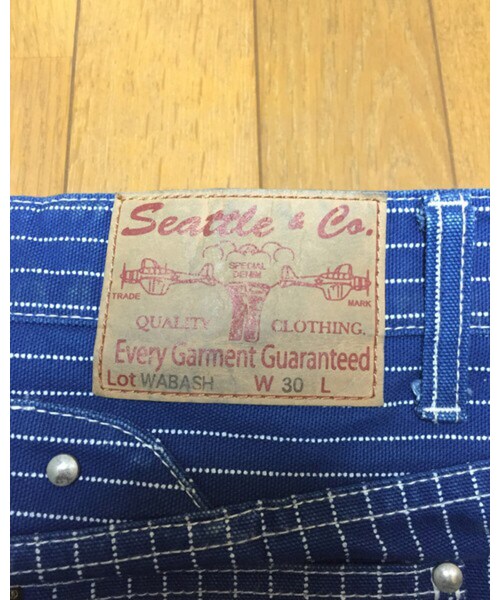 Seattle & Co.
SPECIAL
DENIM
TRADE MARK
QUALITY CLOTHING.
Every Garment Guaranteed
Lot WABASH W 30 L